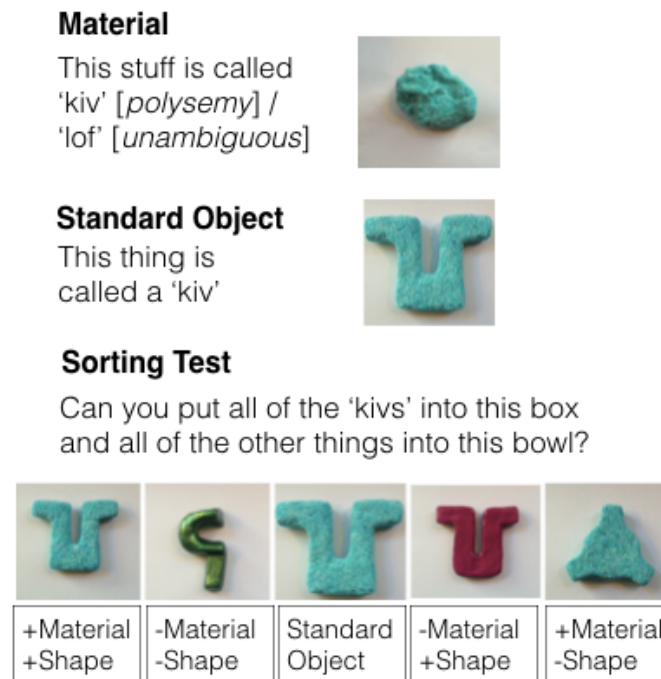 Material
This stuff is called
‘kiv’ [polysemy] /
‘lof’ [unambiguous]
Standard Object
This thing is
called a ‘kiv’
Sorting Test
Can you put all of the ‘kivs’ into this box
and all of the other things into this bowl?
+Material
+Shape
-Material
-Shape
Standard
Object
-Material
+Shape
+Material
-Shape